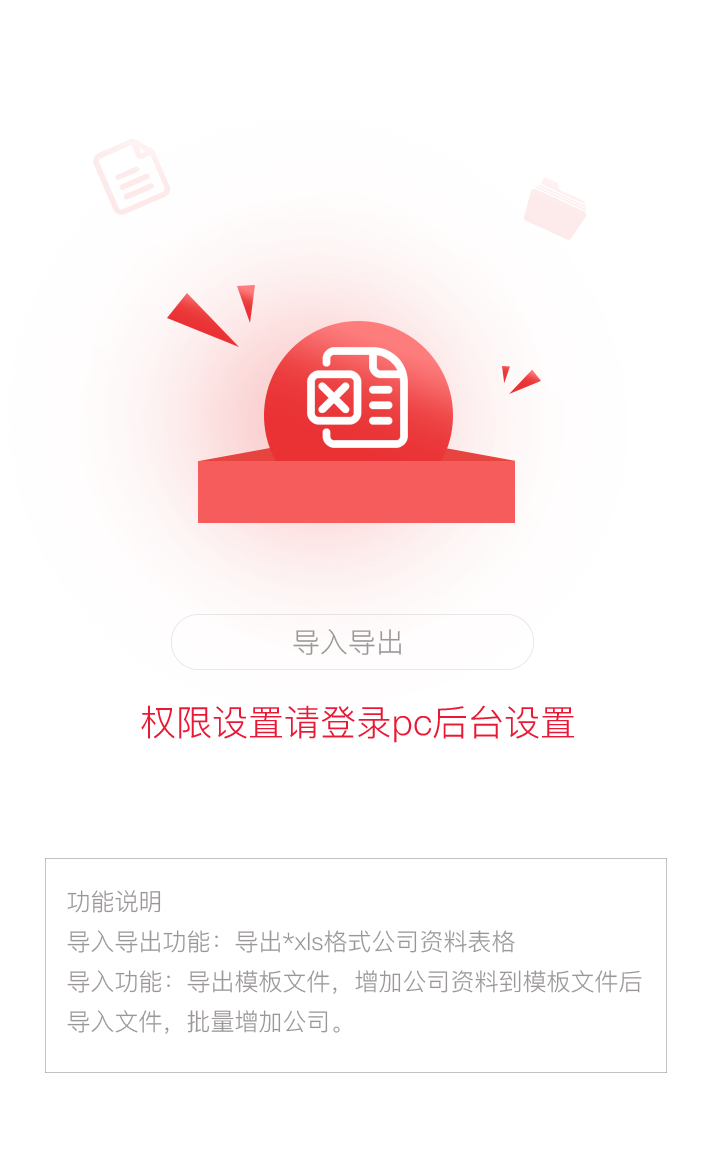 导入导出
权限设置请登录pc后台设置
功能说明
导入导出功能：导出*xls格式公司资料表格
导入功能：导出模板文件，增加公司资料到模板文件后
导入文件，批量增加公司。